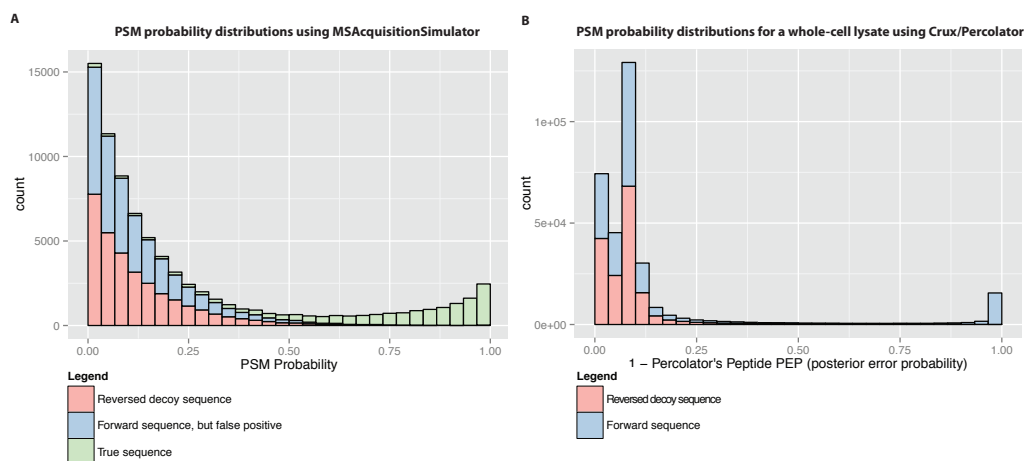 A
PSM probability distributions using MSAcquisitionSimulator
15000
10000
5000
0
count
0.00
0.25
0.50
0.75
1.00
PSM Probability
Legend
Reversed decoy sequence
Forward sequence, but false positive
True sequence
B
PSM probability distributions for a whole-cell lysate using Crux/Percolator
1e+05
5e+04
0e+00
count
0.00
0.25
0.50
0.75
1.00
1 − Percolator's Peptide PEP (posterior error probability)
Legend
Reversed decoy sequence
Forward sequence